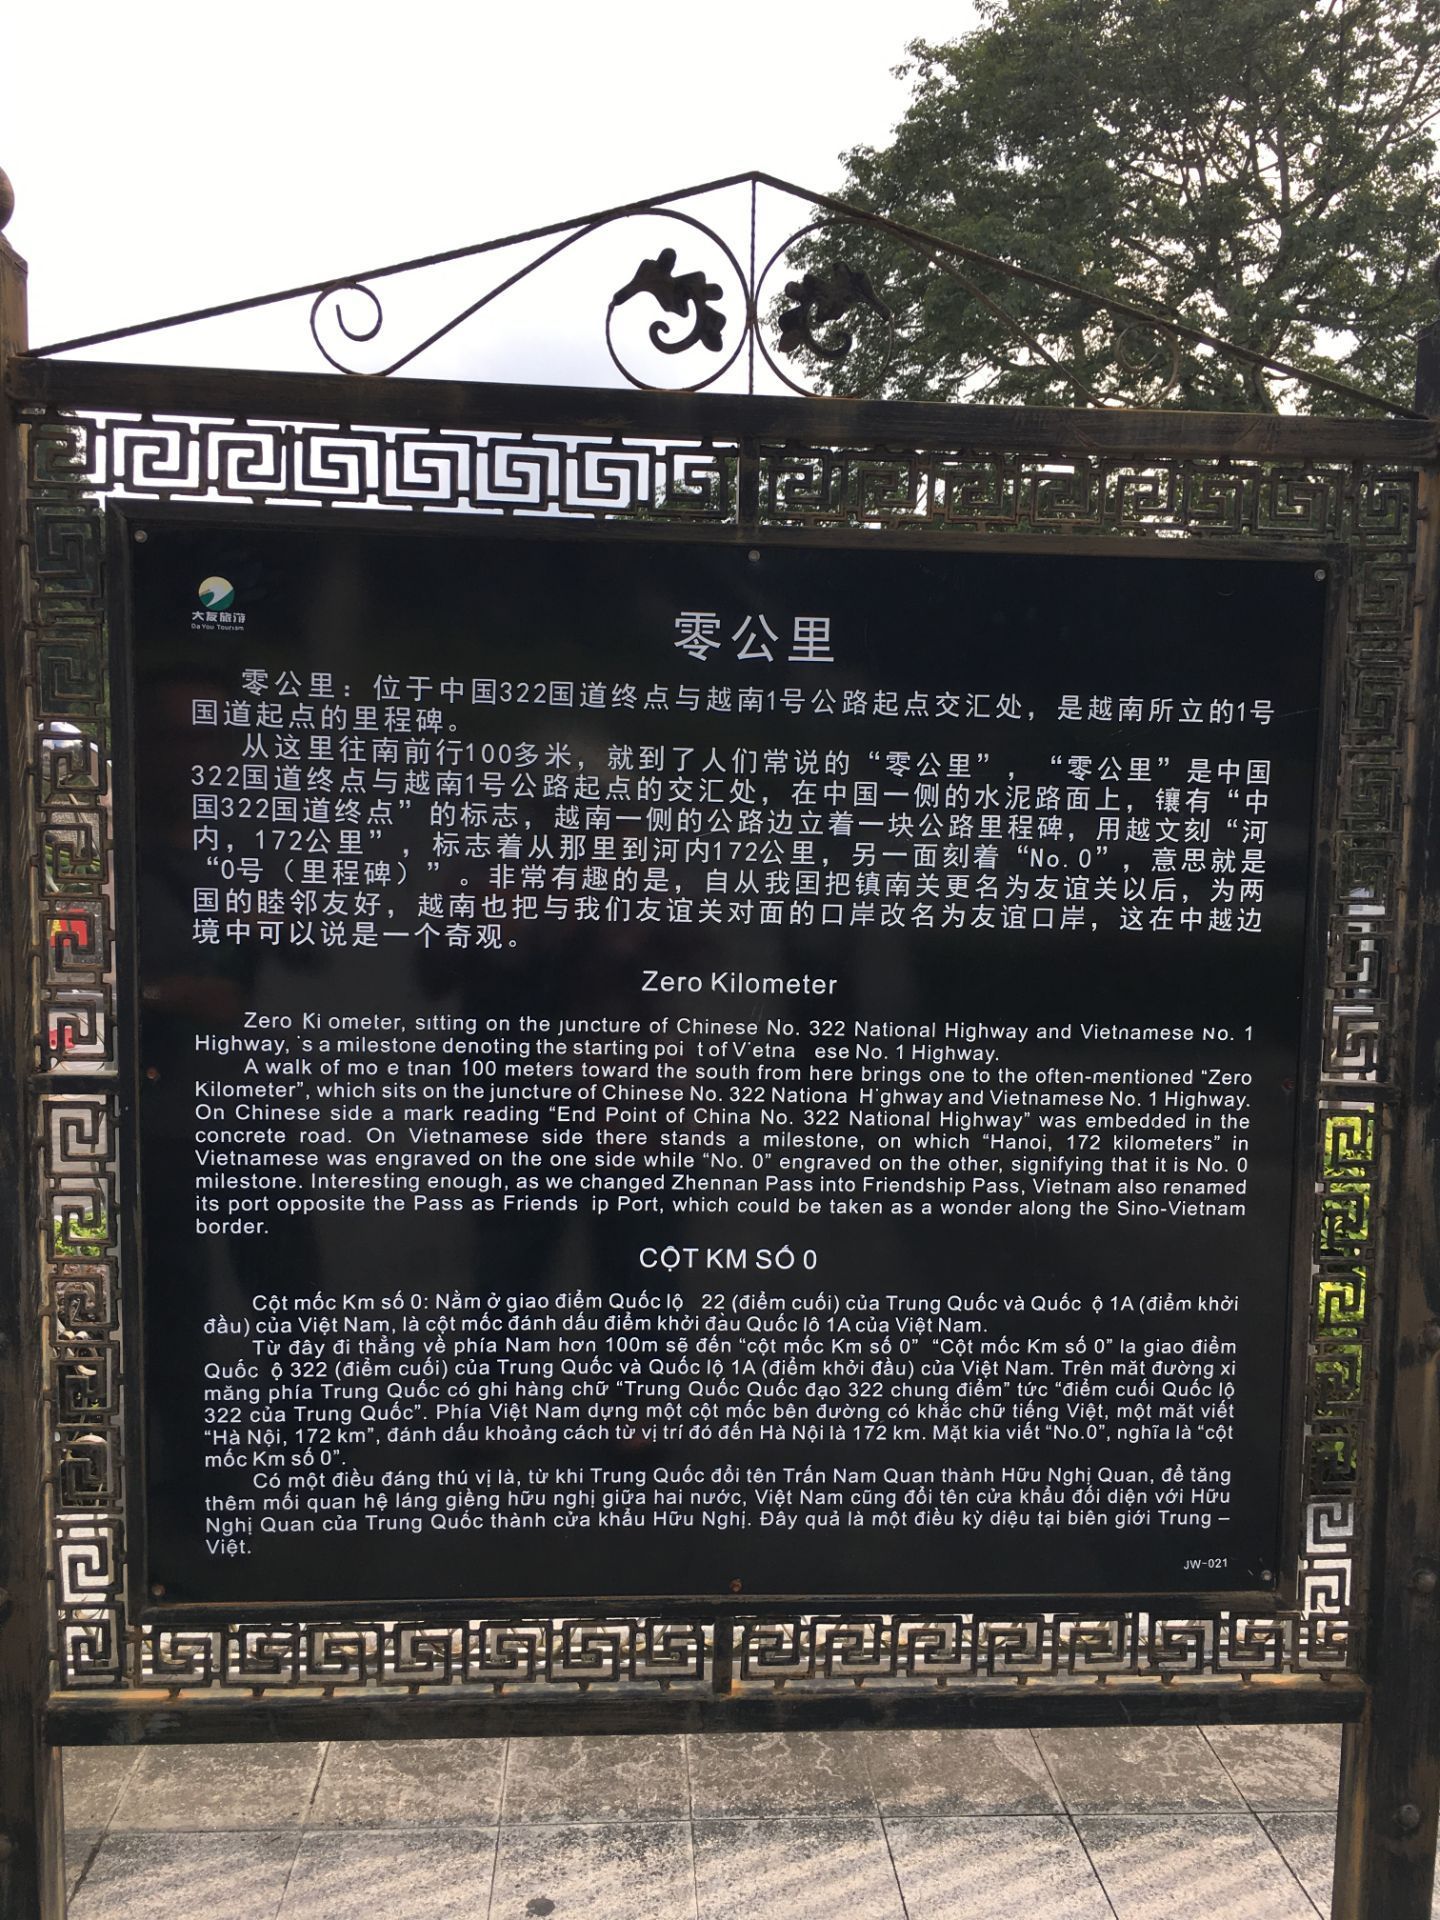 大友旅游
Da You Tourism
零公里
零公里：位于中国322国道终点与越南1号公路起点交汇处，是越南所立的1号
国道起点的里程碑。
从这里往南前行100多米，就到了人们常说的“零公里”，“零公里”是中国
322国道终点与越南1号公路起点的交汇处，在中国一侧的水泥路面上，镶有“中
国322国道终点”的标志，越南一侧的公路边立着一块公路里程碑，用越文刻“河
内，172公里”，标志着从那里到河内172公里，另一面刻着“No.0”，意思就是
“0号（里程碑）”。非常有趣的是，自从我国把镇南关更名为友谊关以后，为两
国的睦邻友好，越南也把与我们友谊关对面的口岸改名为友谊口岸，这在中越边
境中可以说是一个奇观。
Zero Kilometer
Zero Ki ometer, sitting on the juncture of Chinese No. 322 National Highway and Vietnamese No. 1
Highway, s a milestone denoting the starting poi t of Vietna ese No. 1 Highway.
A walk of mo e than 100 meters toward the south from here brings one to the often-mentioned “Zero
Kilometer”, which sits on the juncture of Chinese No. 322 Nationa Highway and Vietnamese No. 1 Highway.
On Chinese side a mark reading “End Point of China No. 322 National Highway” was embedded in the
concrete road. On Vietnamese side there stands a milestone, on which “Hanoi, 172 kilometers” in
Vietnamese was engraved on the one side while “No. 0” engraved on the other, signifying that it is No. 0
milestone. Interesting enough, as we changed Zhennan Pass into Friendship Pass, Vietnam also renamed
its port opposite the Pass as Friends ip Port, which could be taken as a wonder along the Sino-Vietnam
border.
CỘT KM SỐ 0
Cột mốc Km số 0: Nằm ở giao điểm Quốc lộ 22 (điểm cuối) của Trung Quốc và Quốc ộ 1A (điểm khởi
đầu) của Việt Nam, là cột mốc đánh dấu điểm khởi đầu Quốc lộ 1A của Việt Nam.
Từ đây đi thẳng về phía Nam hơn 100m sẽ đến “cột mốc Km số 0” “Cột mốc Km số 0” la giao điểm
Quốc ộ 322 (điểm cuối) của Trung Quốc và Quốc lộ 1A (điểm khởi đầu) của Việt Nam. Trên mặt đường xi
măng phía Trung Quốc có ghi hàng chữ “Trung Quốc Quốc đạo 322 chung điểm” tức “điểm cuối Quốc lộ
322 của Trung Quốc”. Phía Việt Nam dựng một cột mốc bên đường có khắc chữ tiếng Việt, một mặt viết
“Hà Nội, 172 km”, đánh dấu khoảng cách từ vị trí đó đến Hà Nội là 172 km. Mặt kia viết “No.0”, nghĩa là “cột
mốc Km số 0”.
Có một điều đáng thú vị là, từ khi Trung Quốc đổi tên Trấn Nam Quan thành Hữu Nghị Quan, để tăng
thêm mối quan hệ láng giềng hữu nghị giữa hai nước, Việt Nam cũng đổi tên cửa khẩu đối diện với Hữu
Nghị Quan của Trung Quốc thành cửa khẩu Hữu Nghị. Đây quả là một điều kỳ diệu tại biên giới Trung –
Việt.
JW-021